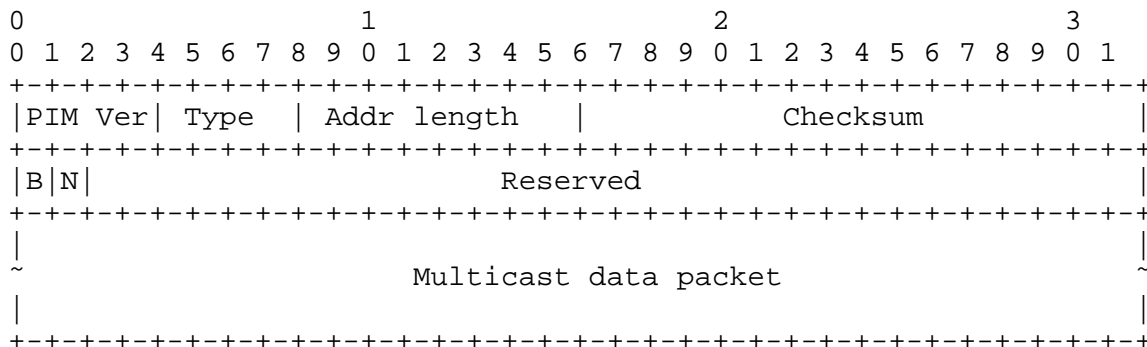 0                   1                   2                   3
0 1 2 3 4 5 6 7 8 9 0 1 2 3 4 5 6 7 8 9 0 1 2 3 4 5 6 7 8 9 0 1
+-+-+-+-+-+-+-+-+-+-+-+-+-+-+-+-+-+-+-+-+-+-+-+-+-+-+-+-+-+-+-+-+
|PIM Ver| Type  | Addr length   |           Checksum            |
+-+-+-+-+-+-+-+-+-+-+-+-+-+-+-+-+-+-+-+-+-+-+-+-+-+-+-+-+-+-+-+-+
|B|N|                       Reserved                            |
+-+-+-+-+-+-+-+-+-+-+-+-+-+-+-+-+-+-+-+-+-+-+-+-+-+-+-+-+-+-+-+-+
|                                                               |
~                      Multicast data packet                    ~
|                                                               |
+-+-+-+-+-+-+-+-+-+-+-+-+-+-+-+-+-+-+-+-+-+-+-+-+-+-+-+-+-+-+-+-+